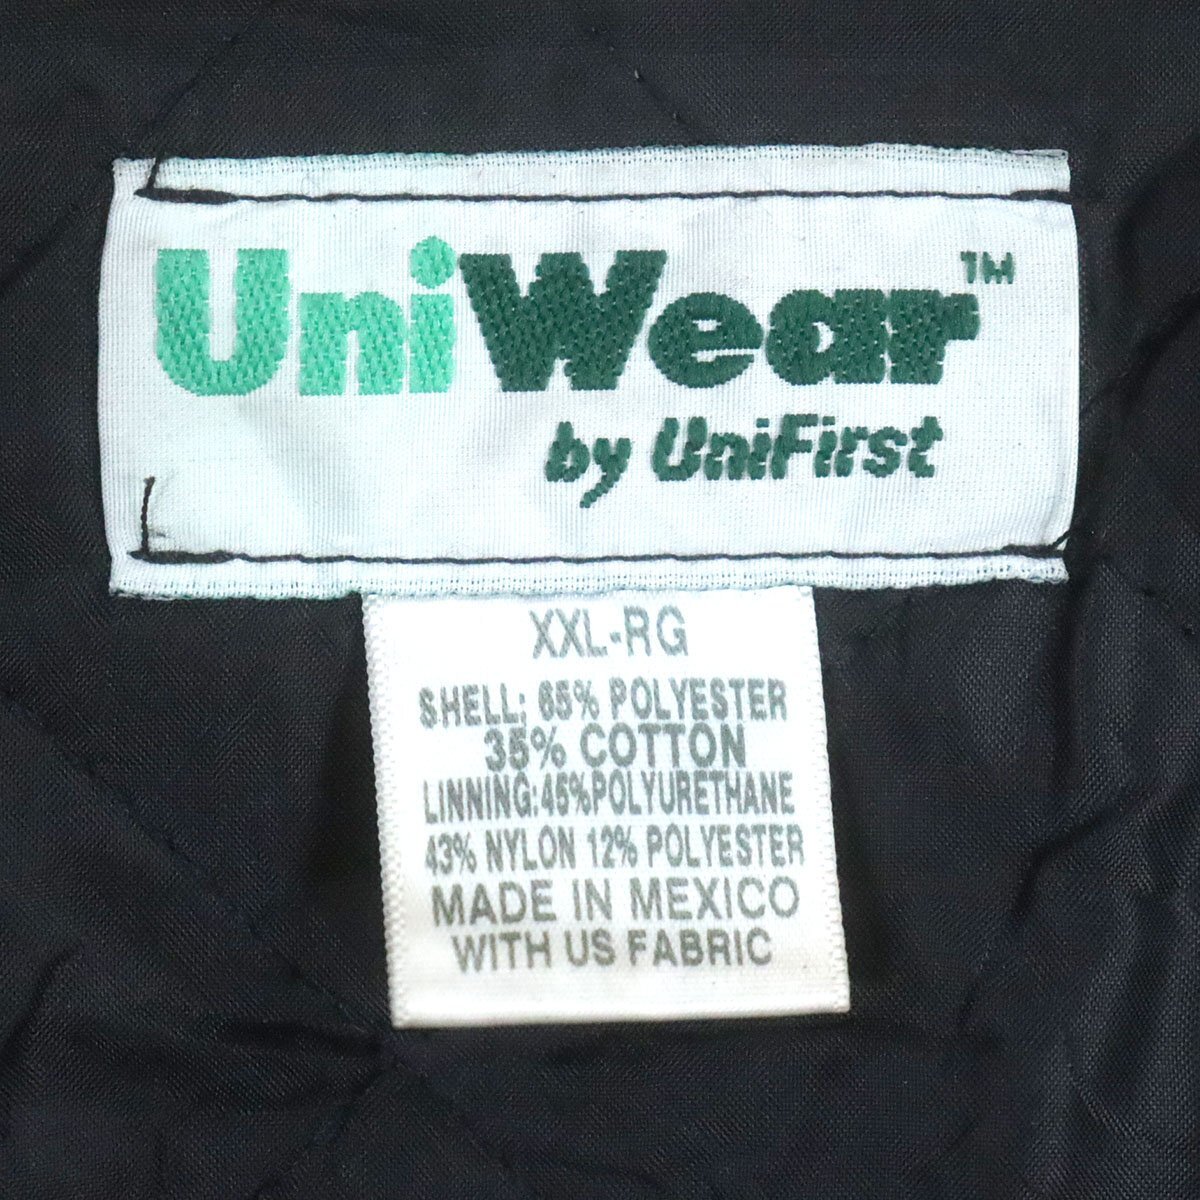 UniWear™
by UniFirst
XXL-RG
SHELL: 65% POLYESTER
35% COTTON
LINNING:45%POLYURETHANE
43% NYLON 12% POLYESTER
MADE IN MEXICO
WITH US FABRIC